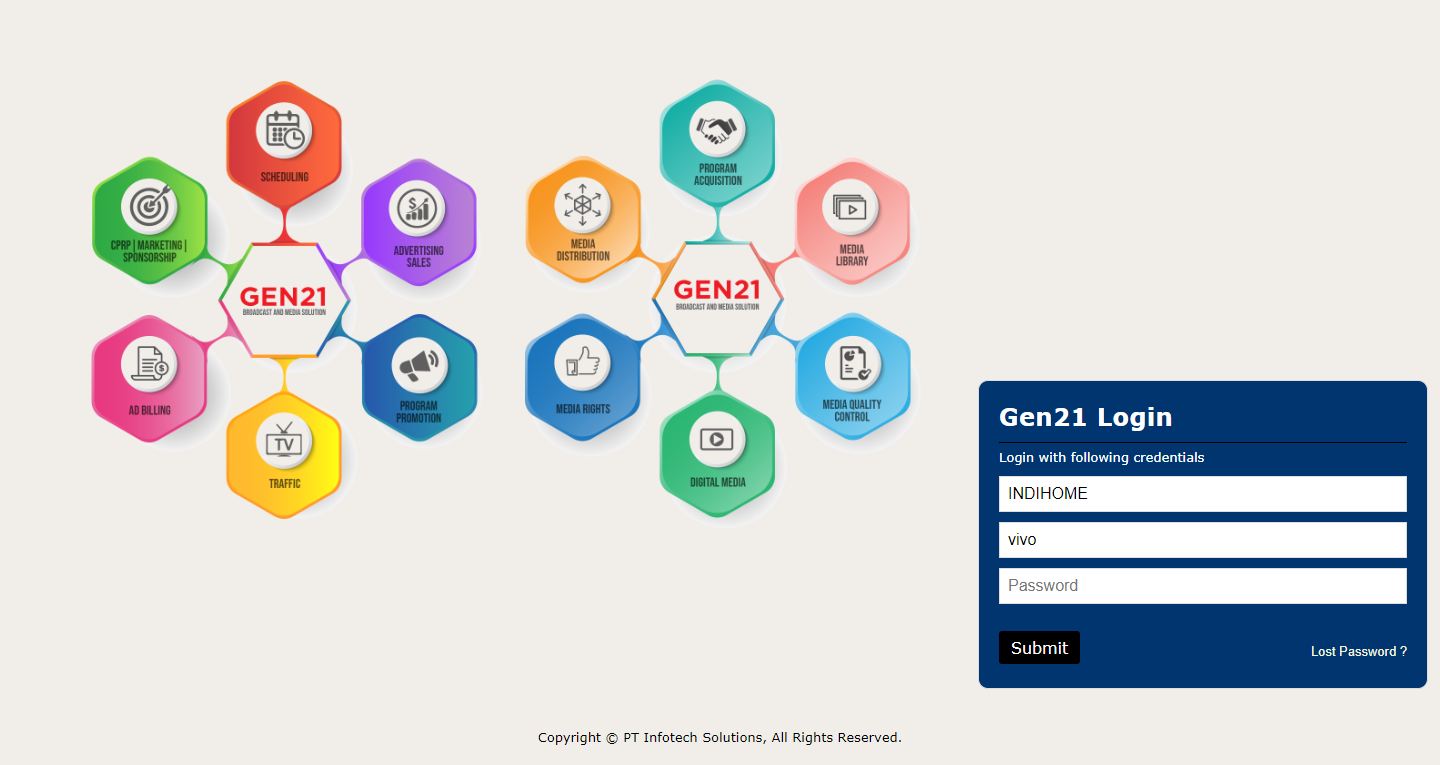 SCHEDULING
CPRP | MARKETING |
SPONSORSHIP
ADVERTISING
SALES
GEN21
BROADCAST AND MEDIA SOLUTION
AD BILLING
$
PROGRAM
PROMOTION
TV
TRAFFIC
PROGRAM
ACQUISITION
MEDIA
DISTRIBUTION
MEDIA
LIBRARY
GEN21
BROADCAST AND MEDIA SOLUTION
MEDIA RIGHTS
MEDIA QUALITY
CONTROL
DIGITAL MEDIA
Gen21 Login
Login with following credentials
INDIHOME
vivo
Password
Submit
Lost Password ?
Copyright © PT Infotech Solutions, All Rights Reserved.